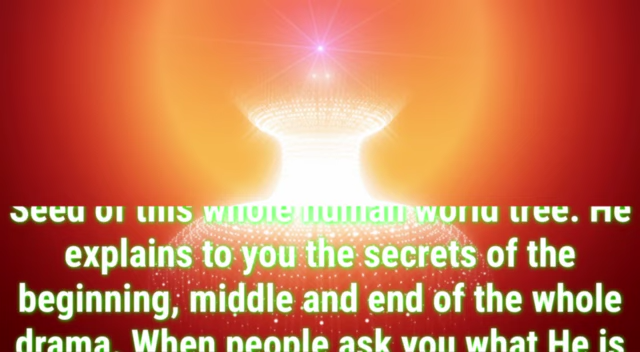 Seed of this whole human world tree. He
explains to you the secrets of the
beginning, middle and end of the whole
drama. When people ask you what He is